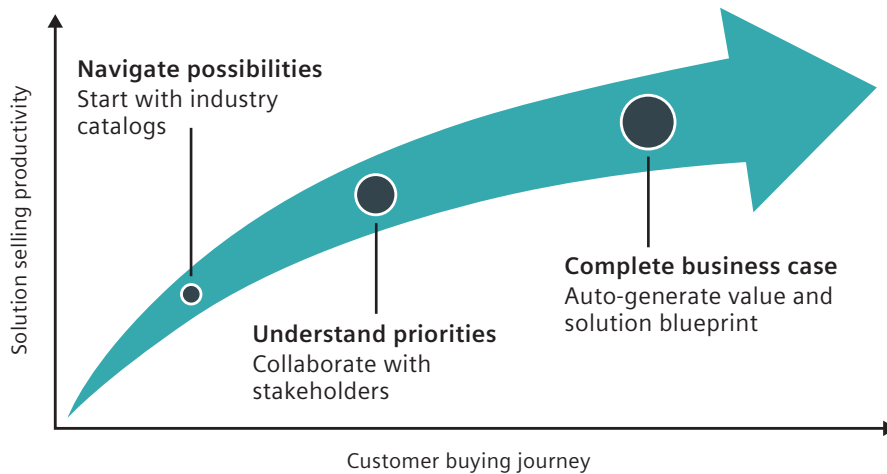 Solution selling productivity
Navigate possibilities
Start with industry
catalogs
Understand priorities
Collaborate with
stakeholders
Complete business case
Auto-generate value and
solution blueprint
Customer buying journey